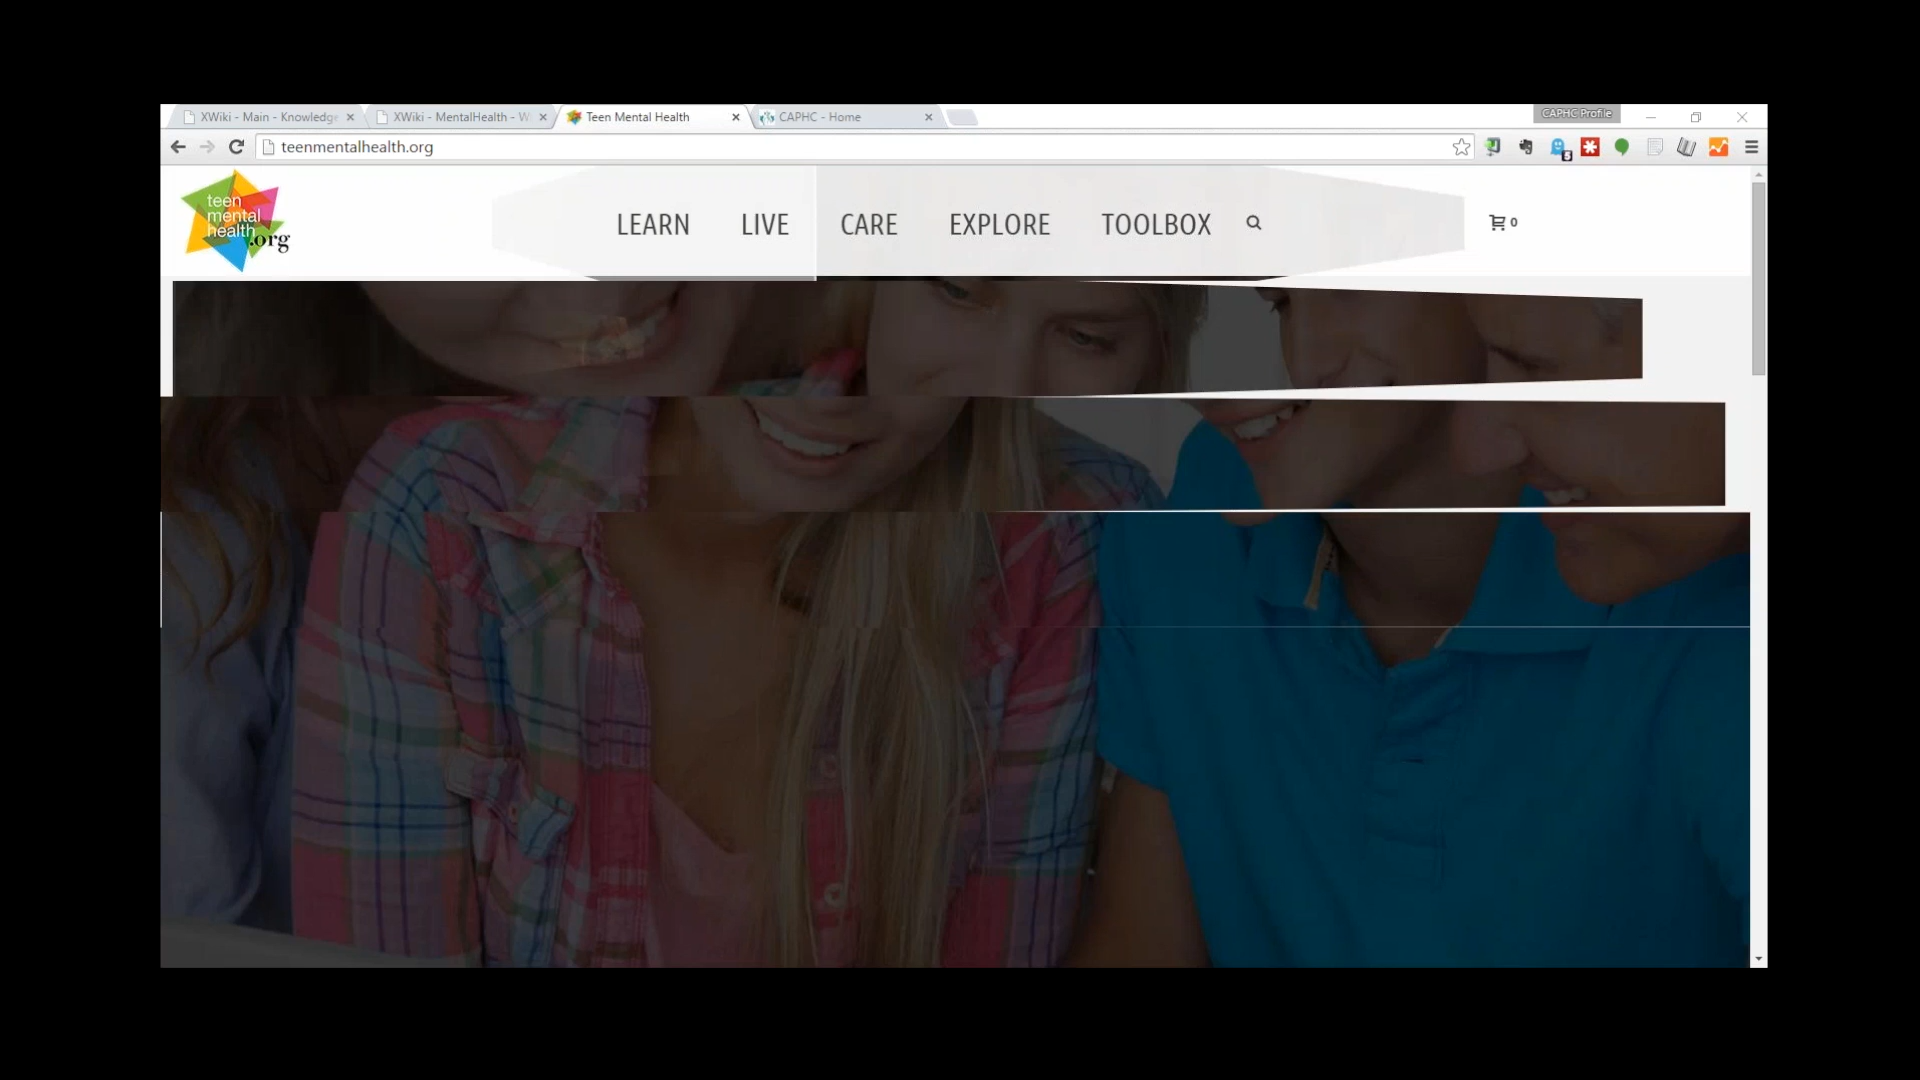 XWiki - Main - Knowledge
XWiki - MentalHealth - W
Teen Mental Health
CAPHC - Home
CAPHC Profile
teenmentalhealth.org
8
teen
mental
health
.org
LEARN
LIVE
CARE
EXPLORE
TOOLBOX
0